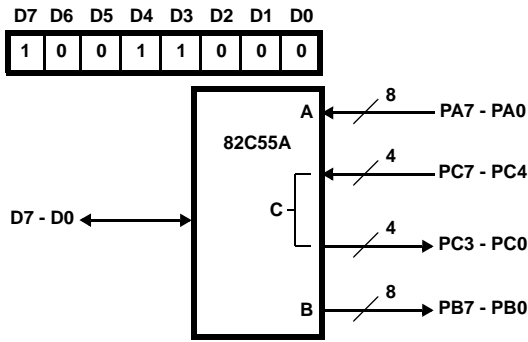 D7 D6 D5 D4 D3 D2 D1 D0
1 0 0 1 1 0 0 0
A 8 PA7 - PA0
82C55A
4 PC7 - PC4
C
D7 - D0
4 PC3 - PC0
B 8 PB7 - PB0